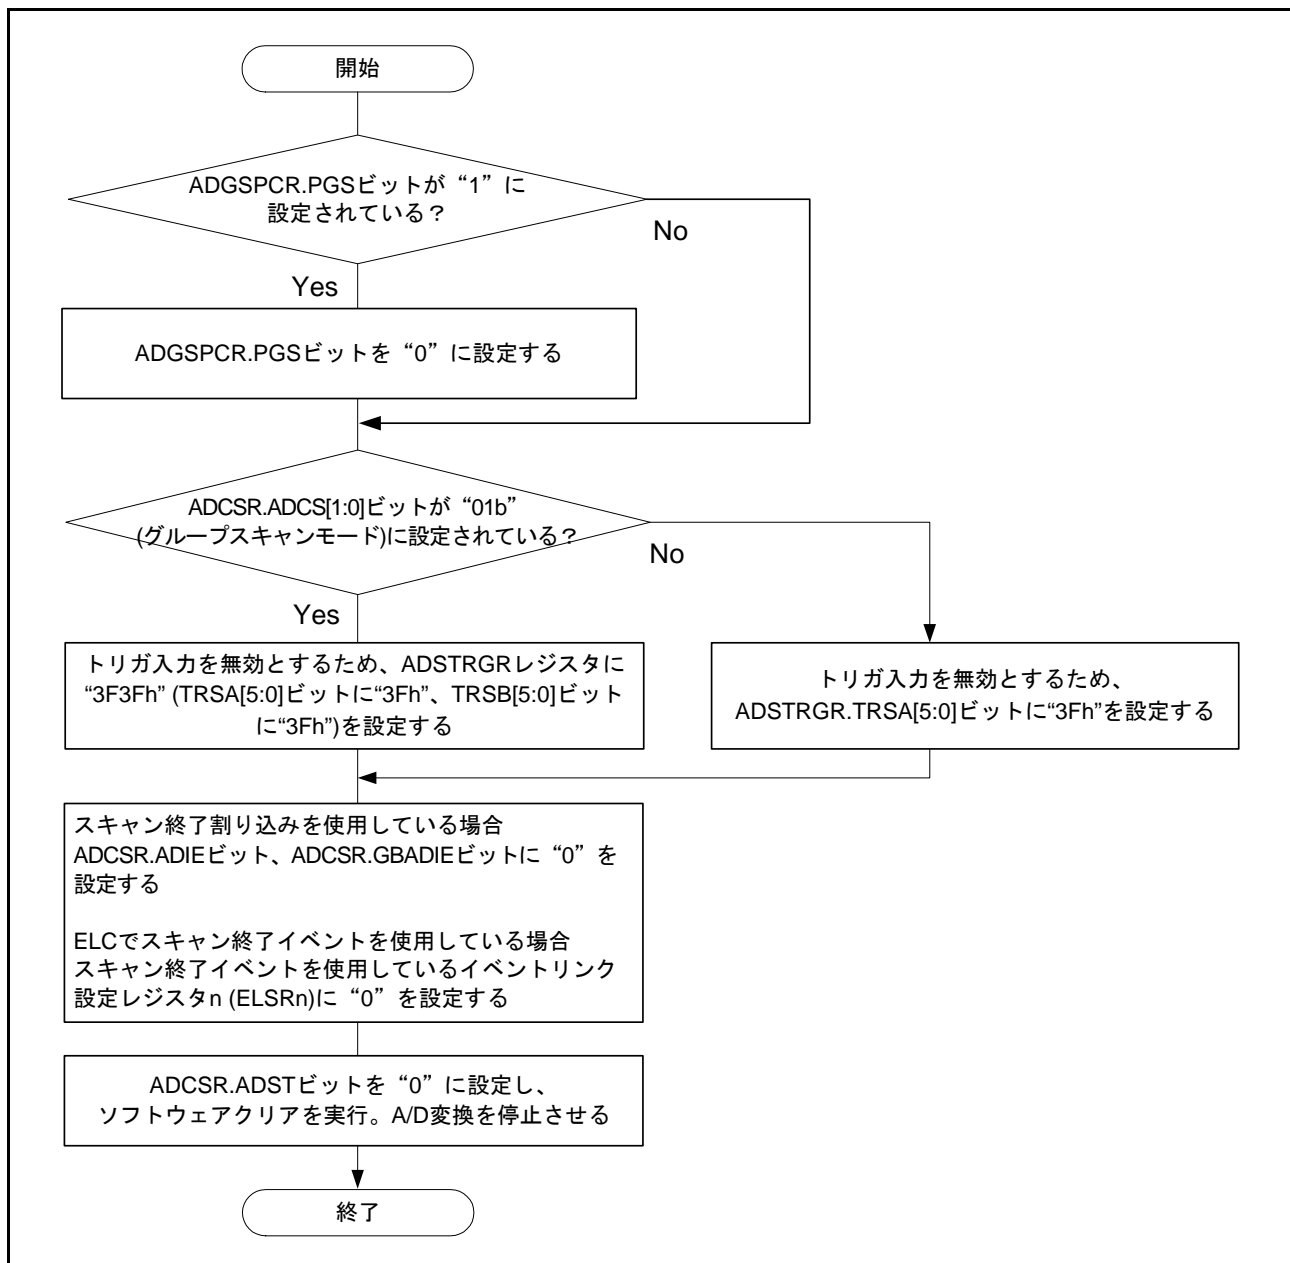 開始
ADGSPCR.PGSビットが“1”に
設定されている？
No
Yes
ADGSPCR.PGSビットを“0”に設定する
ADCSR.ADCS[1:0]ビットが“01b”
(グループスキャンモード)に設定されている？
No
Yes
トリガ入力を無効とするため、ADSTRGRレジスタに
“3F3Fh” (TRSA[5:0]ビットに“3Fh”、TRSB[5:0]ビット
に“3Fh”)を設定する
トリガ入力を無効とするため、
ADSTRGR.TRSA[5:0]ビットに“3Fh”を設定する
スキャン終了割り込みを使用している場合
ADCSR.ADIEビット、ADCSR.GBADIEビットに“0”を
設定する
ELCでスキャン終了イベントを使用している場合
スキャン終了イベントを使用しているイベントリンク
設定レジスタn (ELSRn)に“0”を設定する
ADCSR.ADSTビットを“0”に設定し、
ソフトウェアクリアを実行。A/D変換を停止させる
終了